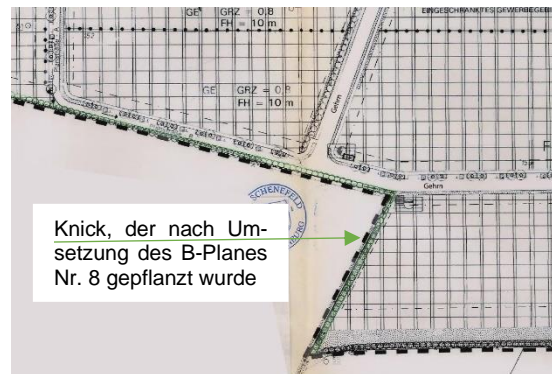 GE GRZ = 0,8
FH = 10 m
EINGESCHRÄNKTES GEWERBEGEB
GE GRZ = 0,8
FH = 10 m
Gehrn
Gehrn
SCHENEFELD
Knick, der nach Um-
setzung des B-Planes
Nr. 8 gepflanzt wurde